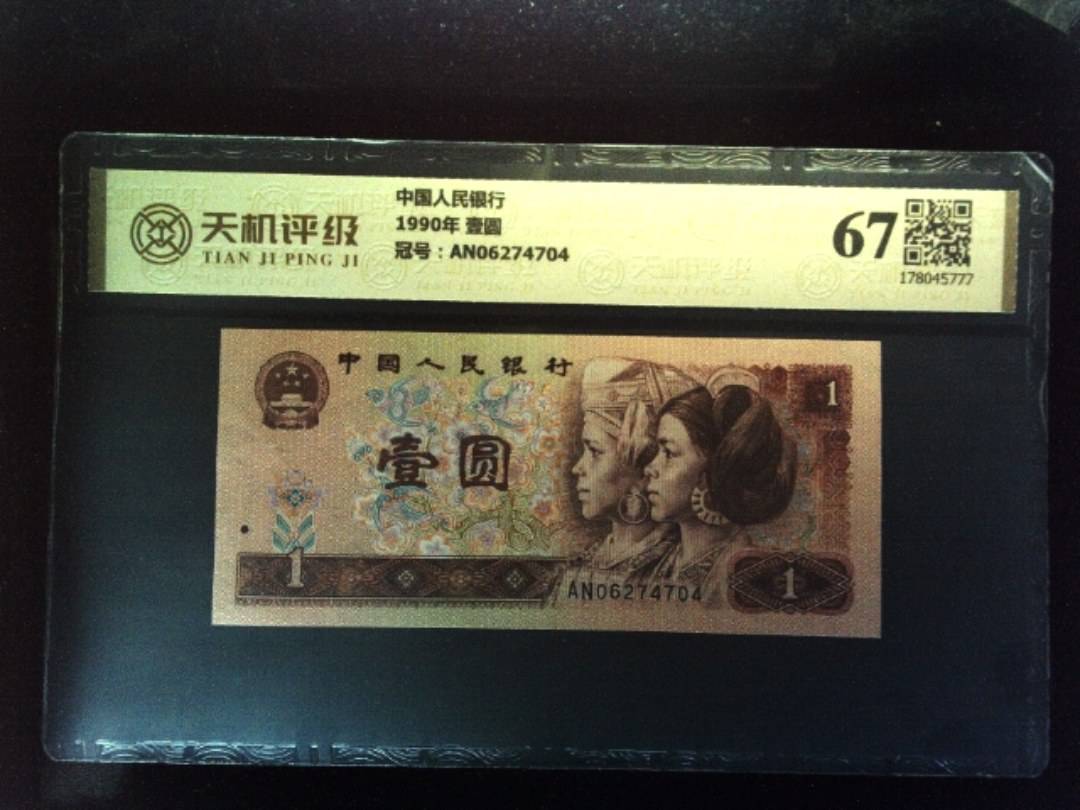 天机评级
TIAN JI PING JI
中国人民银行
1990年 壹圆
冠号：AN06274704
67
178045777
中国人民银行
1
壹圆
1
AN06274704
1